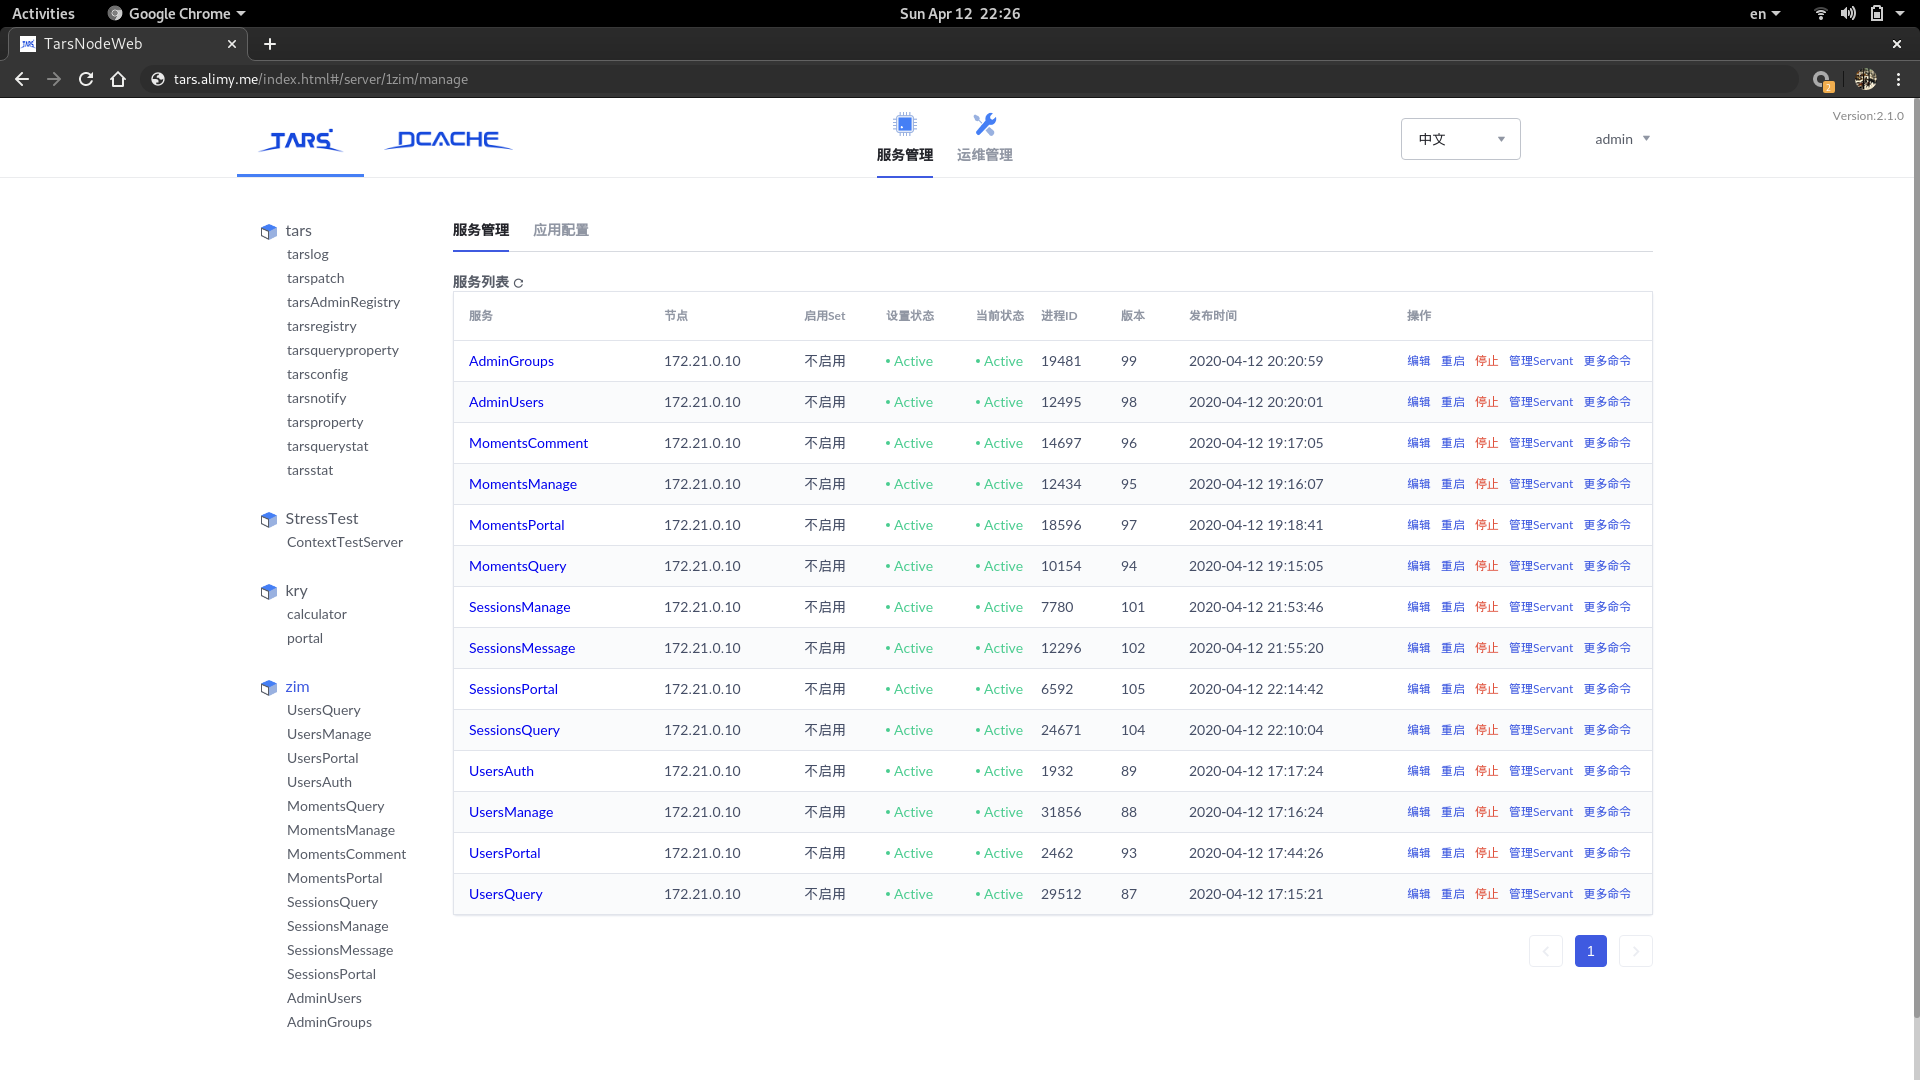 Activities Google Chrome Sun Apr 12 22:26 en
TarsNodeWeb
tars.alimy.me/index.html#/server/1zim/manage 2
Version:2.1.0
TARS DCACHE 服务管理 运维管理 中文 admin
tars
tarslog
tarspatch
tarsAdminRegistry
tarsregistry
tarsqueryproperty
tarsconfig
tarsnotify
tarsproperty
tarsquerystat
tarsstat
StressTest
ContextTestServer
kry
calculator
portal
zim
UsersQuery
UsersManage
UsersPortal
UsersAuth
MomentsQuery
MomentsManage
MomentsComment
MomentsPortal
SessionsQuery
SessionsManage
SessionsMessage
SessionsPortal
AdminUsers
AdminGroups
服务管理 应用配置
服务列表
服务 节点 启用Set 设置状态 当前状态 进程ID 版本 发布时间 操作
AdminGroups 172.21.0.10 不启用 • Active • Active 19481 99 2020-04-12 20:20:59 编辑 重启 停止 管理Servant 更多命令
AdminUsers 172.21.0.10 不启用 • Active • Active 12495 98 2020-04-12 20:20:01 编辑 重启 停止 管理Servant 更多命令
MomentsComment 172.21.0.10 不启用 • Active • Active 14697 96 2020-04-12 19:17:05 编辑 重启 停止 管理Servant 更多命令
MomentsManage 172.21.0.10 不启用 • Active • Active 12434 95 2020-04-12 19:16:07 编辑 重启 停止 管理Servant 更多命令
MomentsPortal 172.21.0.10 不启用 • Active • Active 18596 97 2020-04-12 19:18:41 编辑 重启 停止 管理Servant 更多命令
MomentsQuery 172.21.0.10 不启用 • Active • Active 10154 94 2020-04-12 19:15:05 编辑 重启 停止 管理Servant 更多命令
SessionsManage 172.21.0.10 不启用 • Active • Active 7780 101 2020-04-12 21:53:46 编辑 重启 停止 管理Servant 更多命令
SessionsMessage 172.21.0.10 不启用 • Active • Active 12296 102 2020-04-12 21:55:20 编辑 重启 停止 管理Servant 更多命令
SessionsPortal 172.21.0.10 不启用 • Active • Active 6592 105 2020-04-12 22:14:42 编辑 重启 停止 管理Servant 更多命令
SessionsQuery 172.21.0.10 不启用 • Active • Active 24671 104 2020-04-12 22:10:04 编辑 重启 停止 管理Servant 更多命令
UsersAuth 172.21.0.10 不启用 • Active • Active 1932 89 2020-04-12 17:17:24 编辑 重启 停止 管理Servant 更多命令
UsersManage 172.21.0.10 不启用 • Active • Active 31856 88 2020-04-12 17:16:24 编辑 重启 停止 管理Servant 更多命令
UsersPortal 172.21.0.10 不启用 • Active • Active 2462 93 2020-04-12 17:44:26 编辑 重启 停止 管理Servant 更多命令
UsersQuery 172.21.0.10 不启用 • Active • Active 29512 87 2020-04-12 17:15:21 编辑 重启 停止 管理Servant 更多命令
1